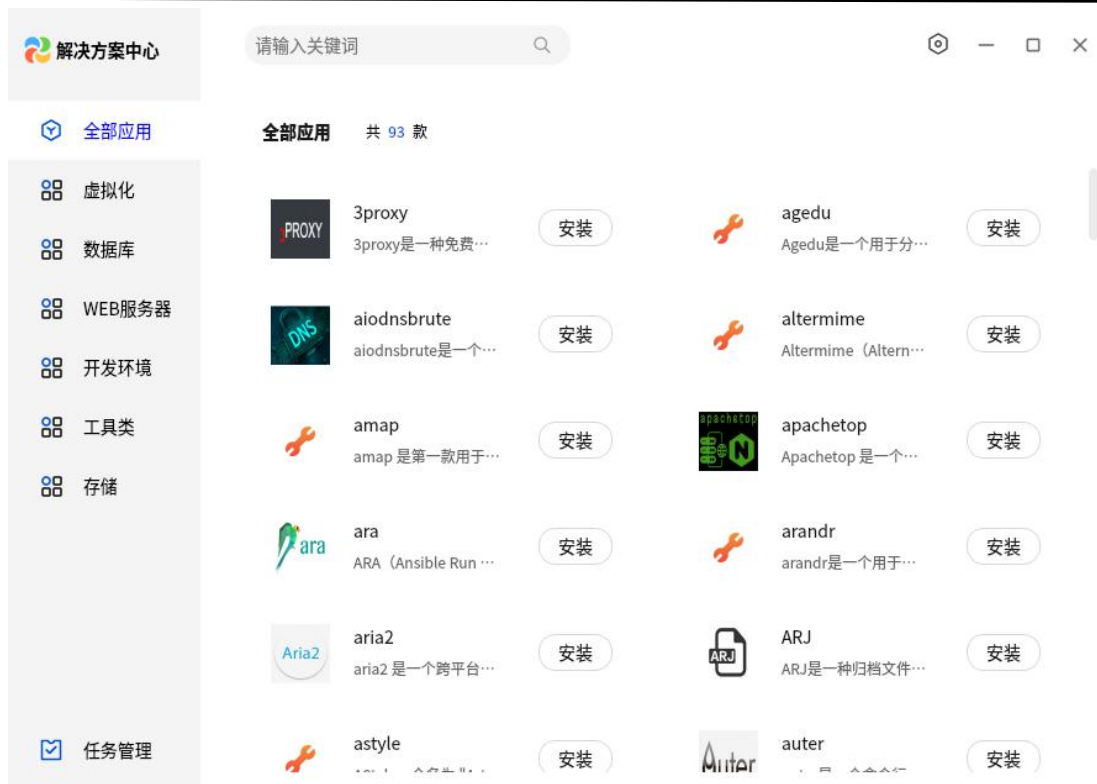 解决方案中心
请输入关键词
全部应用
虚拟化
数据库
WEB服务器
开发环境
工具类
存储
任务管理
全部应用 共 93 款
3PROXY
3proxy
3proxy是一种免费…
安装
agedu
Agedu是一个用于分…
安装
DNS
aiodnsbrute
aiodnsbrute是一个…
安装
altermime
Altermime（Altern…
安装
amap
amap 是第一款用于…
安装
apachetop
apachetop
Apachetop 是一个…
安装
ara
ara
ARA（Ansible Run …
安装
arandr
arandr是一个用于…
安装
Aria2
aria2
aria2 是一个跨平台…
安装
ARJ
ARJ
ARJ是一种归档文件…
安装
astyle
安装
Auter
auter
安装